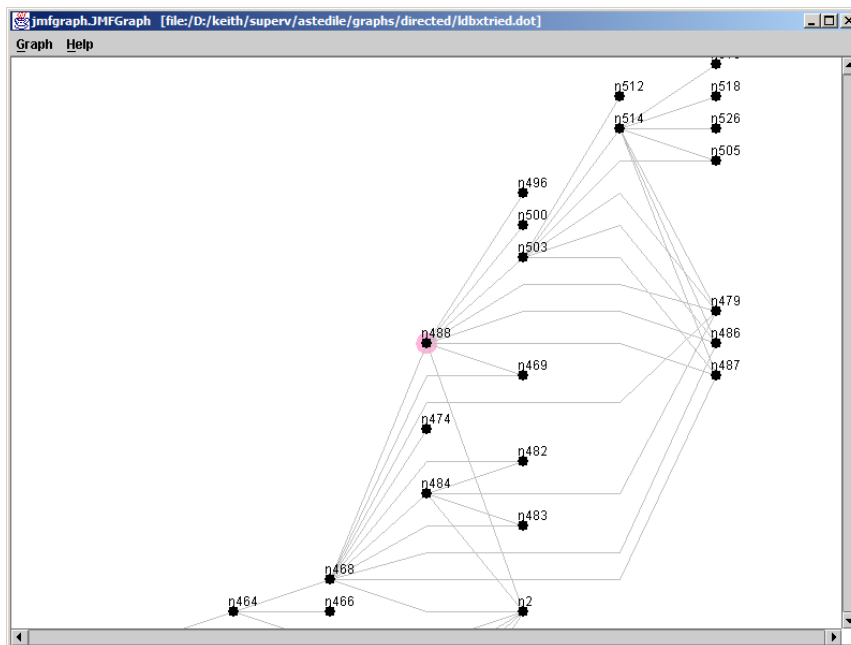 jmfgraph.JMFGraph [file:/D:/keith/superv/astedile/graphs/directed/ldbxtried.dot]
Graph Help
n512
n518
n514
n526
n505
n496
n500
n503
n479
n488
n486
n469
n487
n474
n482
n484
n483
n468
n464
n466
n2